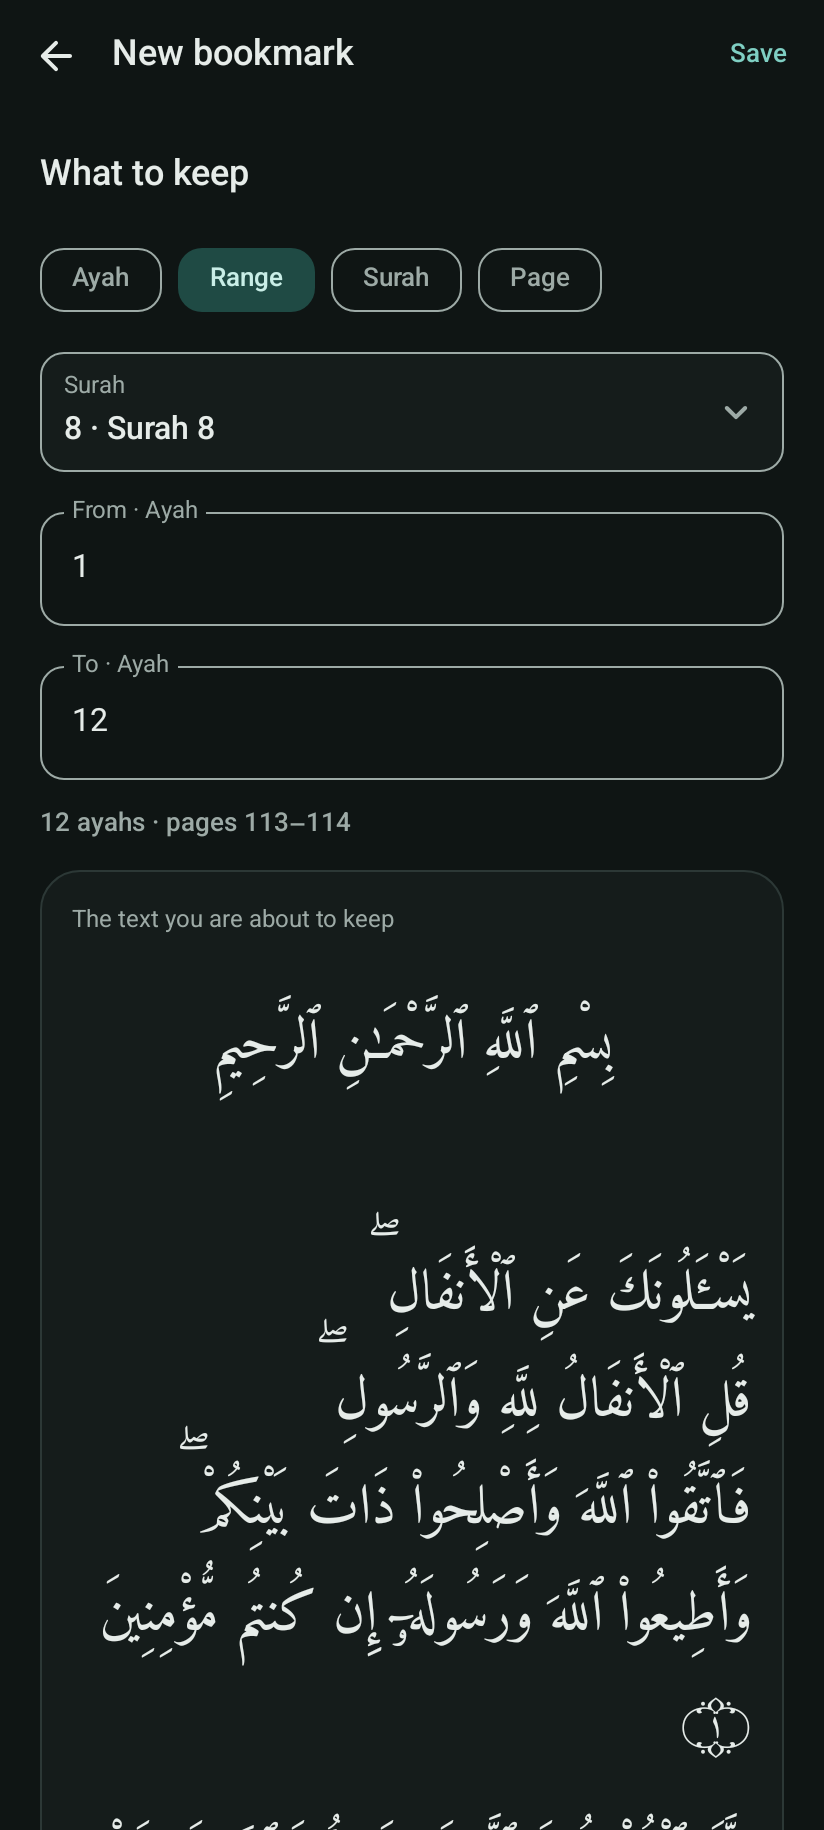 New bookmark
Save
What to keep
Ayah
Range
Surah
Page
Surah
8 · Surah 8
From · Ayah
1
To · Ayah
12
12 ayahs · pages 113–114
The text you are about to keep
بِسْمِ ٱللَّهِ ٱلرَّحْمَـٰنِ ٱلرَّحِيمِ
يَسْـَٔلُونَكَ عَنِ ٱلْأَنفَالِ ۖ
قُلِ ٱلْأَنفَالُ لِلَّهِ وَٱلرَّسُولِ ۖ
فَٱتَّقُوا۟ ٱللَّهَ وَأَصْلِحُوا۟ ذَاتَ بَيْنِكُمْ ۖ
وَأَطِيعُوا۟ ٱللَّهَ وَرَسُولَهُۥٓ إِن كُنتُم مُّؤْمِنِينَ
١